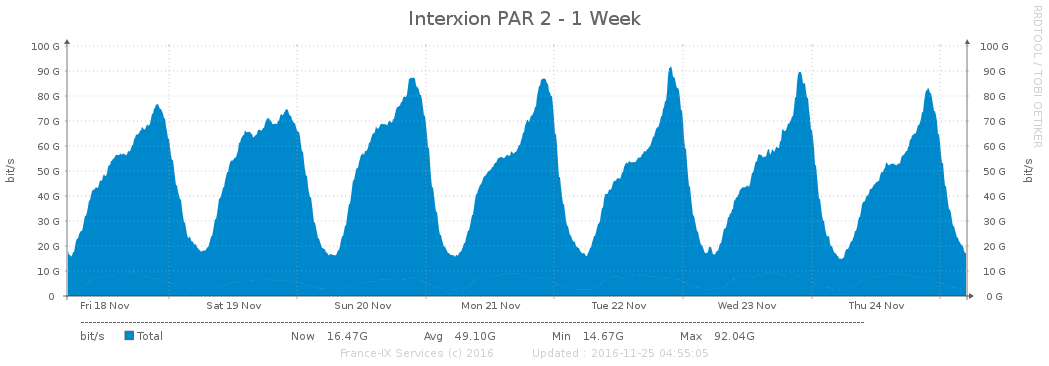 Interxion PAR 2 - 1 Week
RRDTOOL / TOBI OETIKER
bit/s
100 G
90 G
80 G
70 G
60 G
50 G
40 G
30 G
20 G
10 G
0
100 G
90 G
80 G
70 G
60 G
50 G
40 G
30 G
20 G
10 G
0 G
bit/s
Fri 18 Nov Sat 19 Nov Sun 20 Nov Mon 21 Nov Tue 22 Nov Wed 23 Nov Thu 24 Nov
bit/s Total Now 16.47G Avg 49.10G Min 14.67G Max 92.04G
France-IX Services (c) 2016 Updated : 2016-11-25 04:55:05